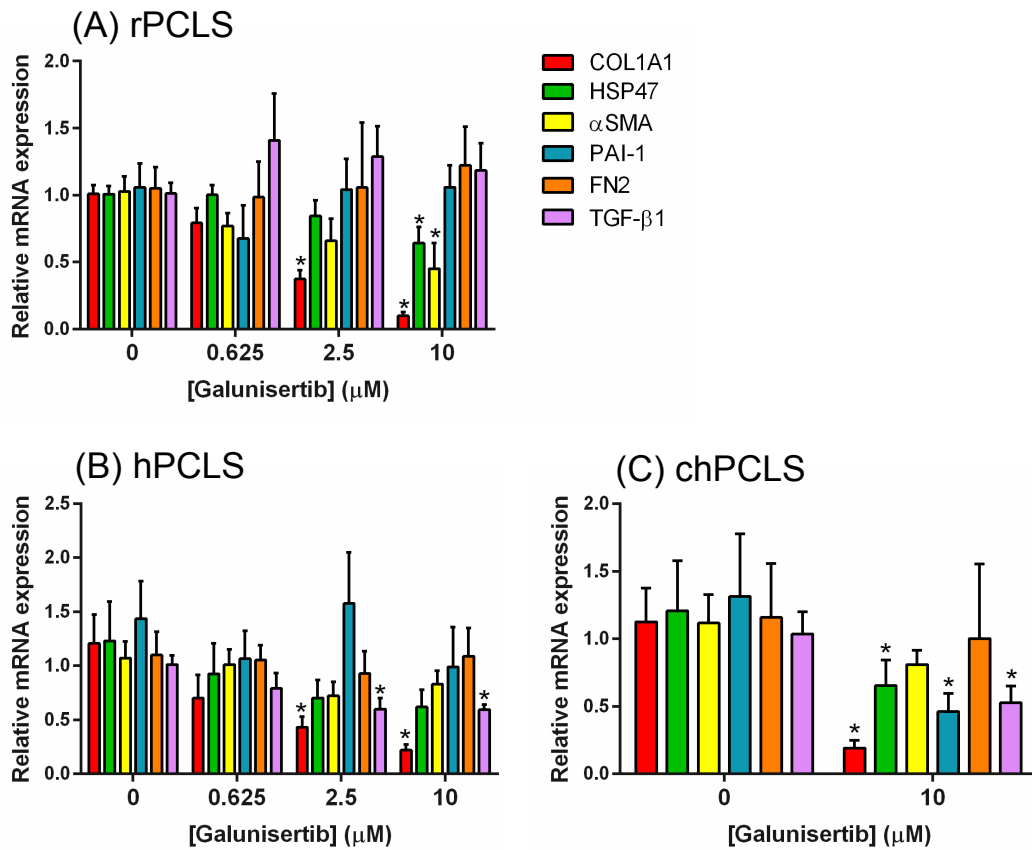 (A) rPCLS
Relative mRNA expression
2.0
1.5
1.0
0.5
0.0
*
*
*
*
0 0.625 2.5 10
[Galunisertib] (μM)
COL1A1
HSP47
αSMA
PAI-1
FN2
TGF-β1
(B) hPCLS
Relative mRNA expression
2.5
2.0
1.5
1.0
0.5
0.0
*
*
*
*
0 0.625 2.5 10
[Galunisertib] (μM)
(C) chPCLS
Relative mRNA expression
2.0
1.5
1.0
0.5
0.0
*
*
*
*
0 10
[Galunisertib] (μM)